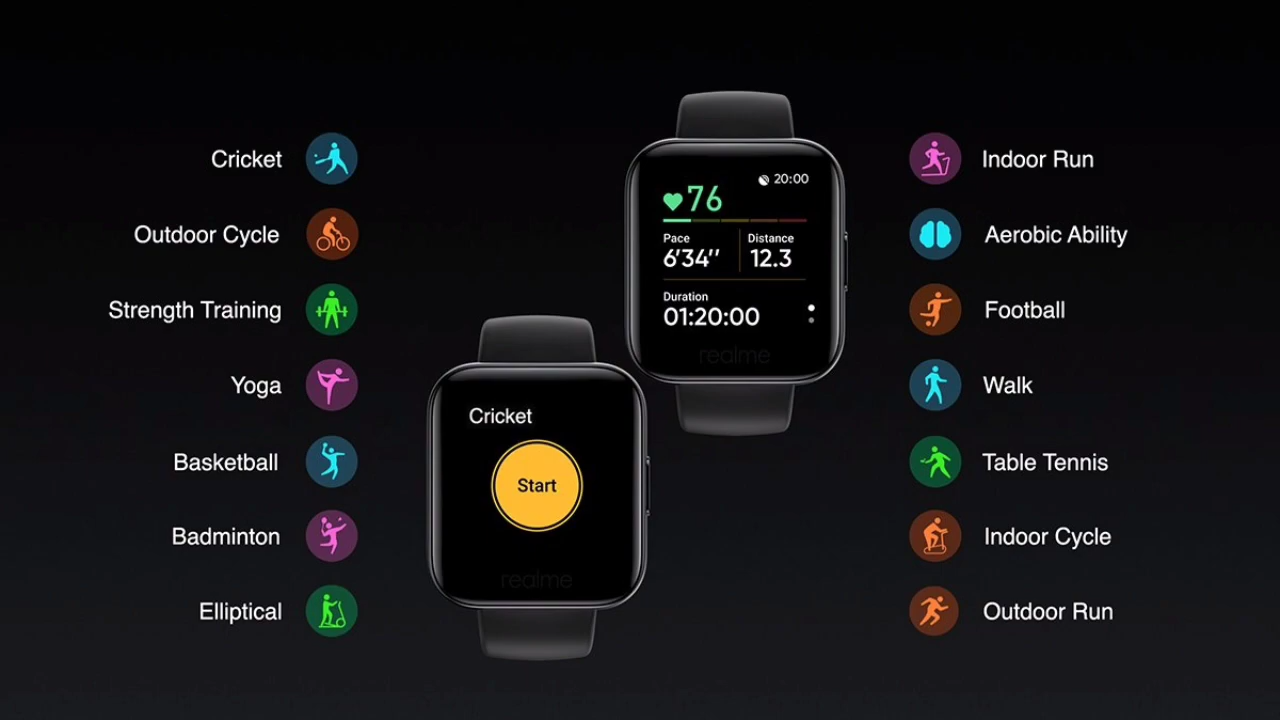 Cricket
Outdoor Cycle
Strength Training
Yoga
Basketball
Badminton
Elliptical
20:00
76
Pace
Distance
6'34''
12.3
Duration
01:20:00
realme
Cricket
Start
realme
Indoor Run
Aerobic Ability
Football
Walk
Table Tennis
Indoor Cycle
Outdoor Run